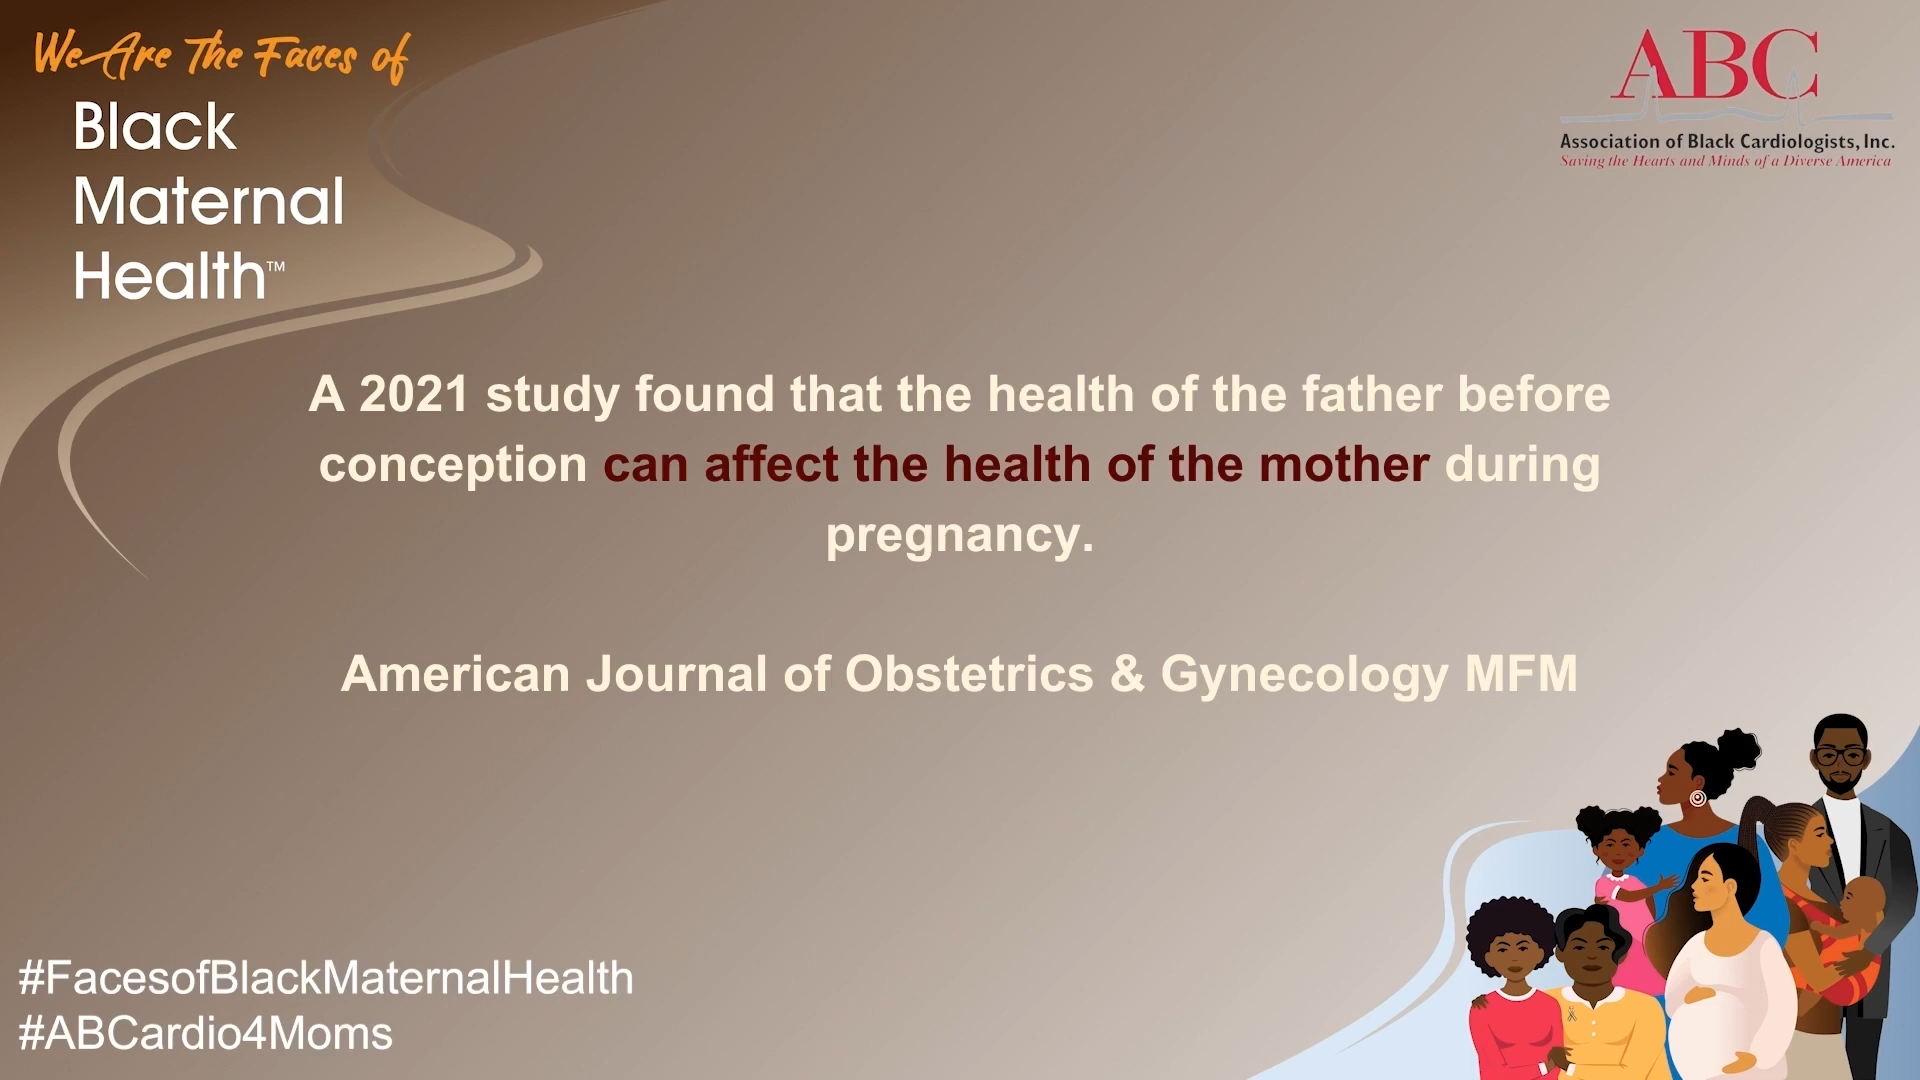 We Are The Faces of
Black
Maternal
Health™
ABC
Association of Black Cardiologists, Inc.
Saving the Hearts and Minds of a Diverse America
A 2021 study found that the health of the father before
conception can affect the health of the mother during
pregnancy.
American Journal of Obstetrics & Gynecology MFM
#FacesofBlackMaternalHealth
#ABCardio4Moms